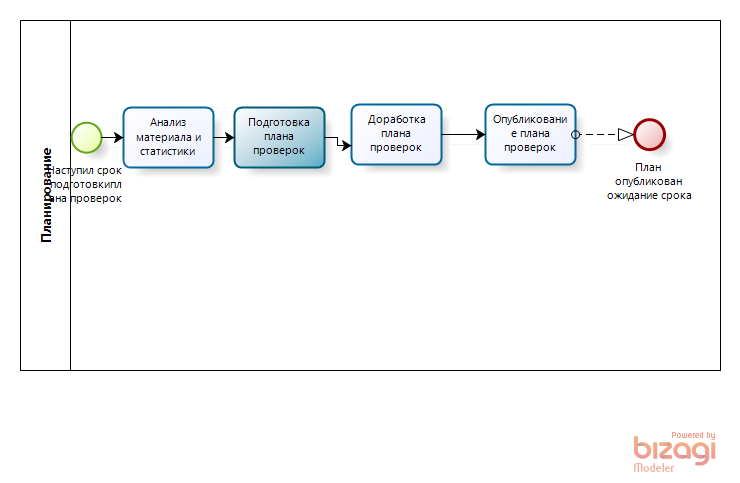 Планирование
Наступил срок
подготовкипл
ана проверок
Анализ
материала и
статистики
Подготовка
плана
проверок
Доработка
плана
проверок
Опубликовани
е плана
проверок
План
опубликован
ожидание срока
Powered by
bizagi
Modeler